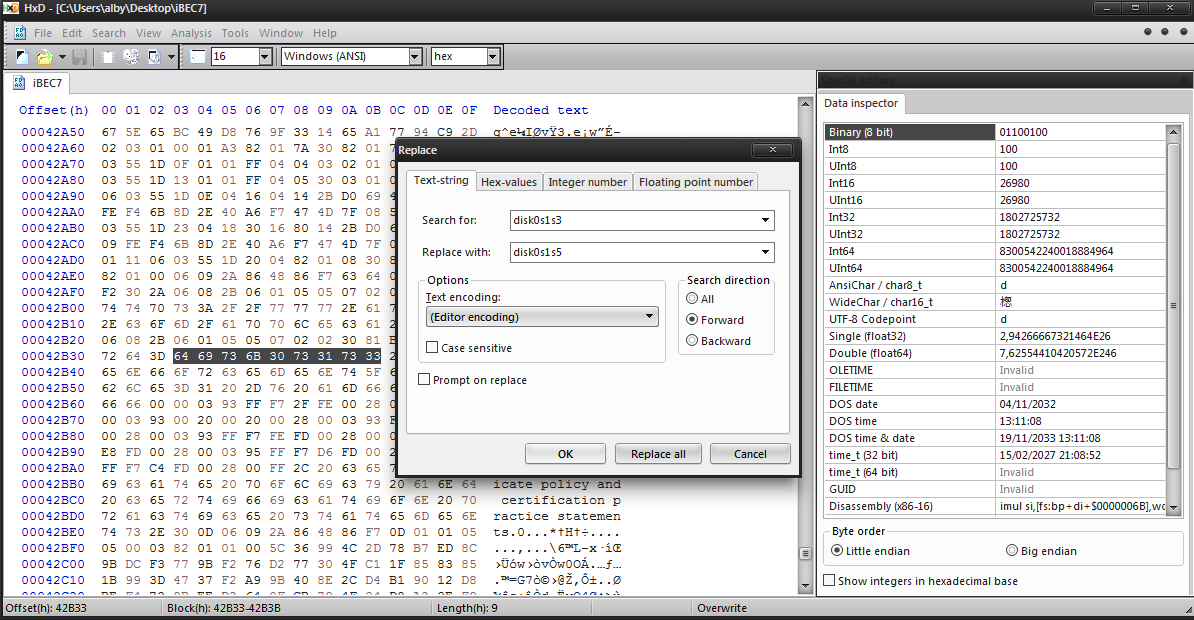 HxD - [C:\Users\alby\Desktop\iBEC7]
File Edit Search View Analysis Tools Window Help
16 Windows (ANSI) hex
iBEC7
Offset(h) 00 01 02 03 04 05 06 07 08 09 0A 0B 0C 0D 0E 0F Decoded text
00042A50 67 5E 65 BC 49 D8 76 9F 33 14 65 A1 77 94 C9 2D g^e¼IØvŸ3.e¡w”É-
00042A60 02 03 01 00 01 A3 82 01 7A 30 82 01
00042A70 03 55 1D 0F 01 01 FF 04 04 03 02 01
00042A80 03 55 1D 13 01 01 FF 04 05 30 03 01
00042A90 06 03 55 1D 0E 04 16 04 14 2B D0 69
00042AA0 FE F4 6B 8D 2E 40 A6 F7 47 4D 7F 08
00042AB0 03 55 1D 23 04 18 30 16 80 14 2B D0
00042AC0 09 FE F4 6B 8D 2E 40 A6 F7 47 4D 7F
00042AD0 01 11 06 03 55 1D 20 04 82 01 08 30
00042AE0 82 01 00 06 09 2A 86 48 86 F7 63 64
00042AF0 F2 30 2A 06 08 2B 06 01 05 05 07 02
00042B00 74 74 70 73 3A 2F 2F 77 77 77 2E 61
00042B10 2E 63 6F 6D 2F 61 70 70 6C 65 63 61
00042B20 06 08 2B 06 01 05 05 07 02 02 30 81
00042B30 72 64 3D 64 69 73 6B 30 73 31 73 33
00042B40 65 6E 66 6F 72 63 65 6D 65 6E 74 5F
00042B50 62 6C 65 3D 31 20 2D 76 20 61 6D 66
00042B60 66 66 00 00 03 93 FF F7 2F FE 00 28
00042B70 00 03 93 00 20 00 20 00 28 00 03 93
00042B80 00 28 00 03 93 FF F7 FE FD 00 28 00
00042B90 E8 FD 00 28 00 03 95 FF F7 D6 FD 00
00042BA0 FF F7 C4 FD 00 28 00 FF 2C 20 63 65
00042BB0 69 63 61 74 65 20 70 6F 6C 69 63 79 20 61 6E 64 icate policy and
00042BC0 20 63 65 72 74 69 66 69 63 61 74 69 6F 6E 20 70 certification p
00042BD0 72 61 63 74 69 63 65 20 73 74 61 74 65 6D 65 6E ractice statemen
00042BE0 74 73 2E 30 0D 06 09 2A 86 48 86 F7 0D 01 01 05 ts.0...*†H†÷....
00042BF0 05 00 03 82 01 01 00 5C 36 99 4C 2D 78 B7 ED 8C ...‚...\6™L-x·íŒ
00042C00 9B DC F3 77 9B F2 76 D2 77 30 4F C1 1F 85 83 85 ›Üów›òvÒw0OÁ.…ƒ…
00042C10 1B 99 3D 47 37 F2 A9 9B 40 8E 2C D4 B1 90 12 D8 .™=G7ò©›@Ž,Ô±..Ø
Replace
Text-string Hex-values Integer number Floating point number
Search for: disk0s1s3
Replace with: disk0s1s5
Options
Text encoding:
(Editor encoding)
Case sensitive
Prompt on replace
Search direction
All
Forward
Backward
OK Replace all Cancel
Special editors
Data inspector
Binary (8 bit) 01100100
Int8 100
UInt8 100
Int16 26980
UInt16 26980
Int32 1802725732
UInt32 1802725732
Int64 8300542240018884964
UInt64 8300542240018884964
AnsiChar / char8_t d
WideChar / char16_t 楤
UTF-8 Codepoint d
Single (float32) 2,94266667321464E26
Double (float64) 7,62554410420572E246
OLETIME Invalid
FILETIME Invalid
DOS date 04/11/2032
DOS time 13:11:08
DOS time & date 19/11/2033 13:11:08
time_t (32 bit) 15/02/2027 21:08:52
time_t (64 bit) Invalid
GUID Invalid
Disassembly (x86-16) imul si,[fs:bp+di+$0000006B],wo
Byte order
Little endian Big endian
Show integers in hexadecimal base
Offset(h): 42B33 Block(h): 42B33-42B3B Length(h): 9 Overwrite